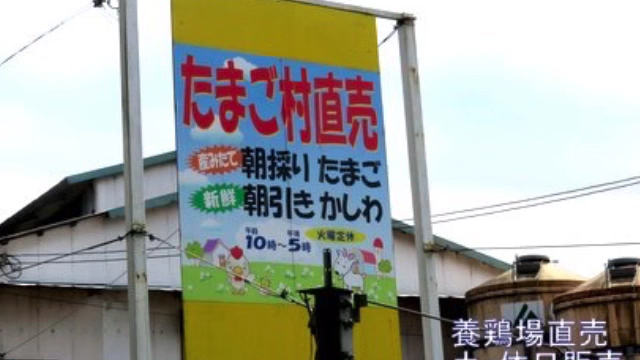 たまご村直売
産みたて 朝採り たまご
新鮮 朝引き かしわ
午前 午後 火曜定休
10時～5時
養鶏場直売